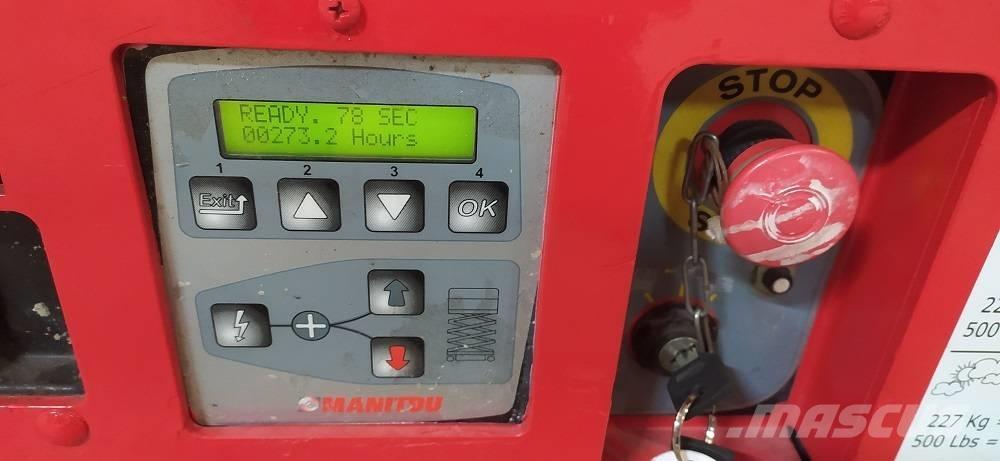 READY. 78 SEC
00273.2 Hours
1 2 3 4
Exit OK
MANITOU
STOP
500
227 Kg =
500 Lbs =
MASCUS